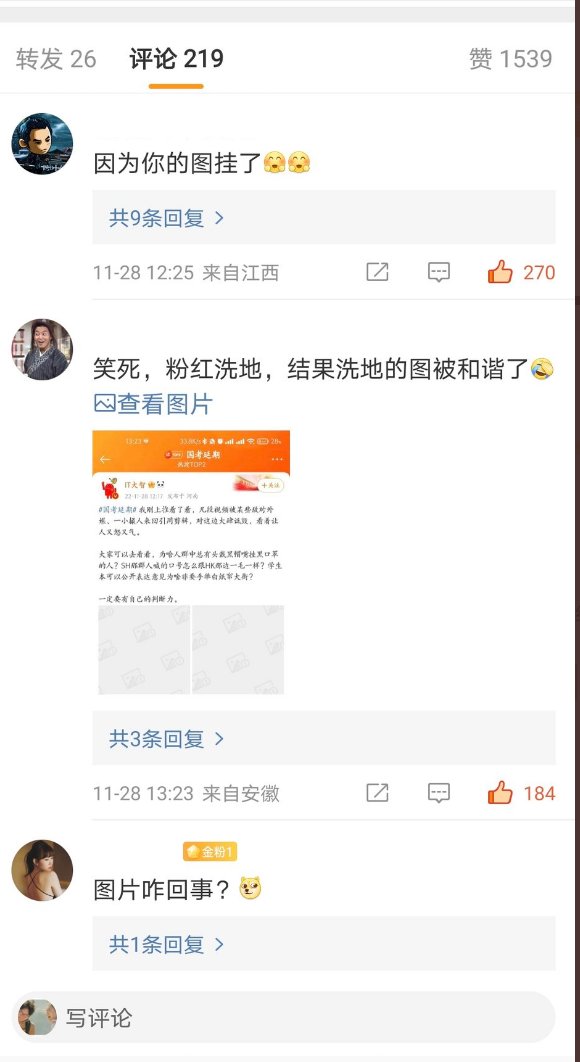 转发 26 评论 219 赞 1539
因为你的图挂了🤗🤗
共9条回复 >
11-28 12:25 来自江西 270
笑死，粉红洗地，结果洗地的图被和谐了🤣
查看图片
13:23 33.8K/s 28
国考延期
热搜TOP2
IT大智
+关注
22-11-28 12:17 发布于 河南
#国考延期# 我刚上推看了看，几段视频被某些敌对外
媒、一小撮人来回引用剪辑，对这边大肆诋毁，看着让
人又怒又气。
大家可以去看看，为啥人群中总有头戴黑帽嘴挂黑口罩
的人？SH那群人喊的口号怎么跟HK那边一毛一样？学生
本可以公开表达意见为啥非要手举白纸罩大街？
一定要有自己的判断力。
共3条回复 >
11-28 13:23 来自安徽 184
金粉1
图片咋回事？
共1条回复 >
写评论